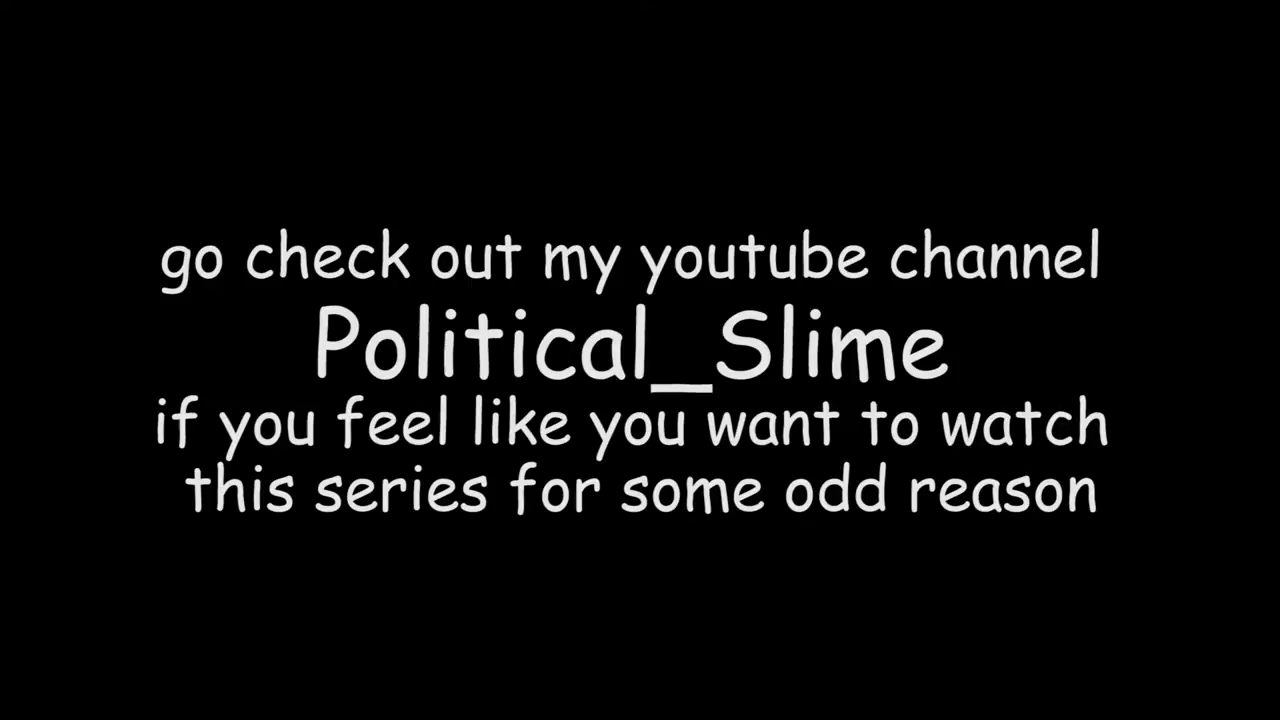 go check out my youtube channel
Political_Slime
if you feel like you want to watch
this series for some odd reason